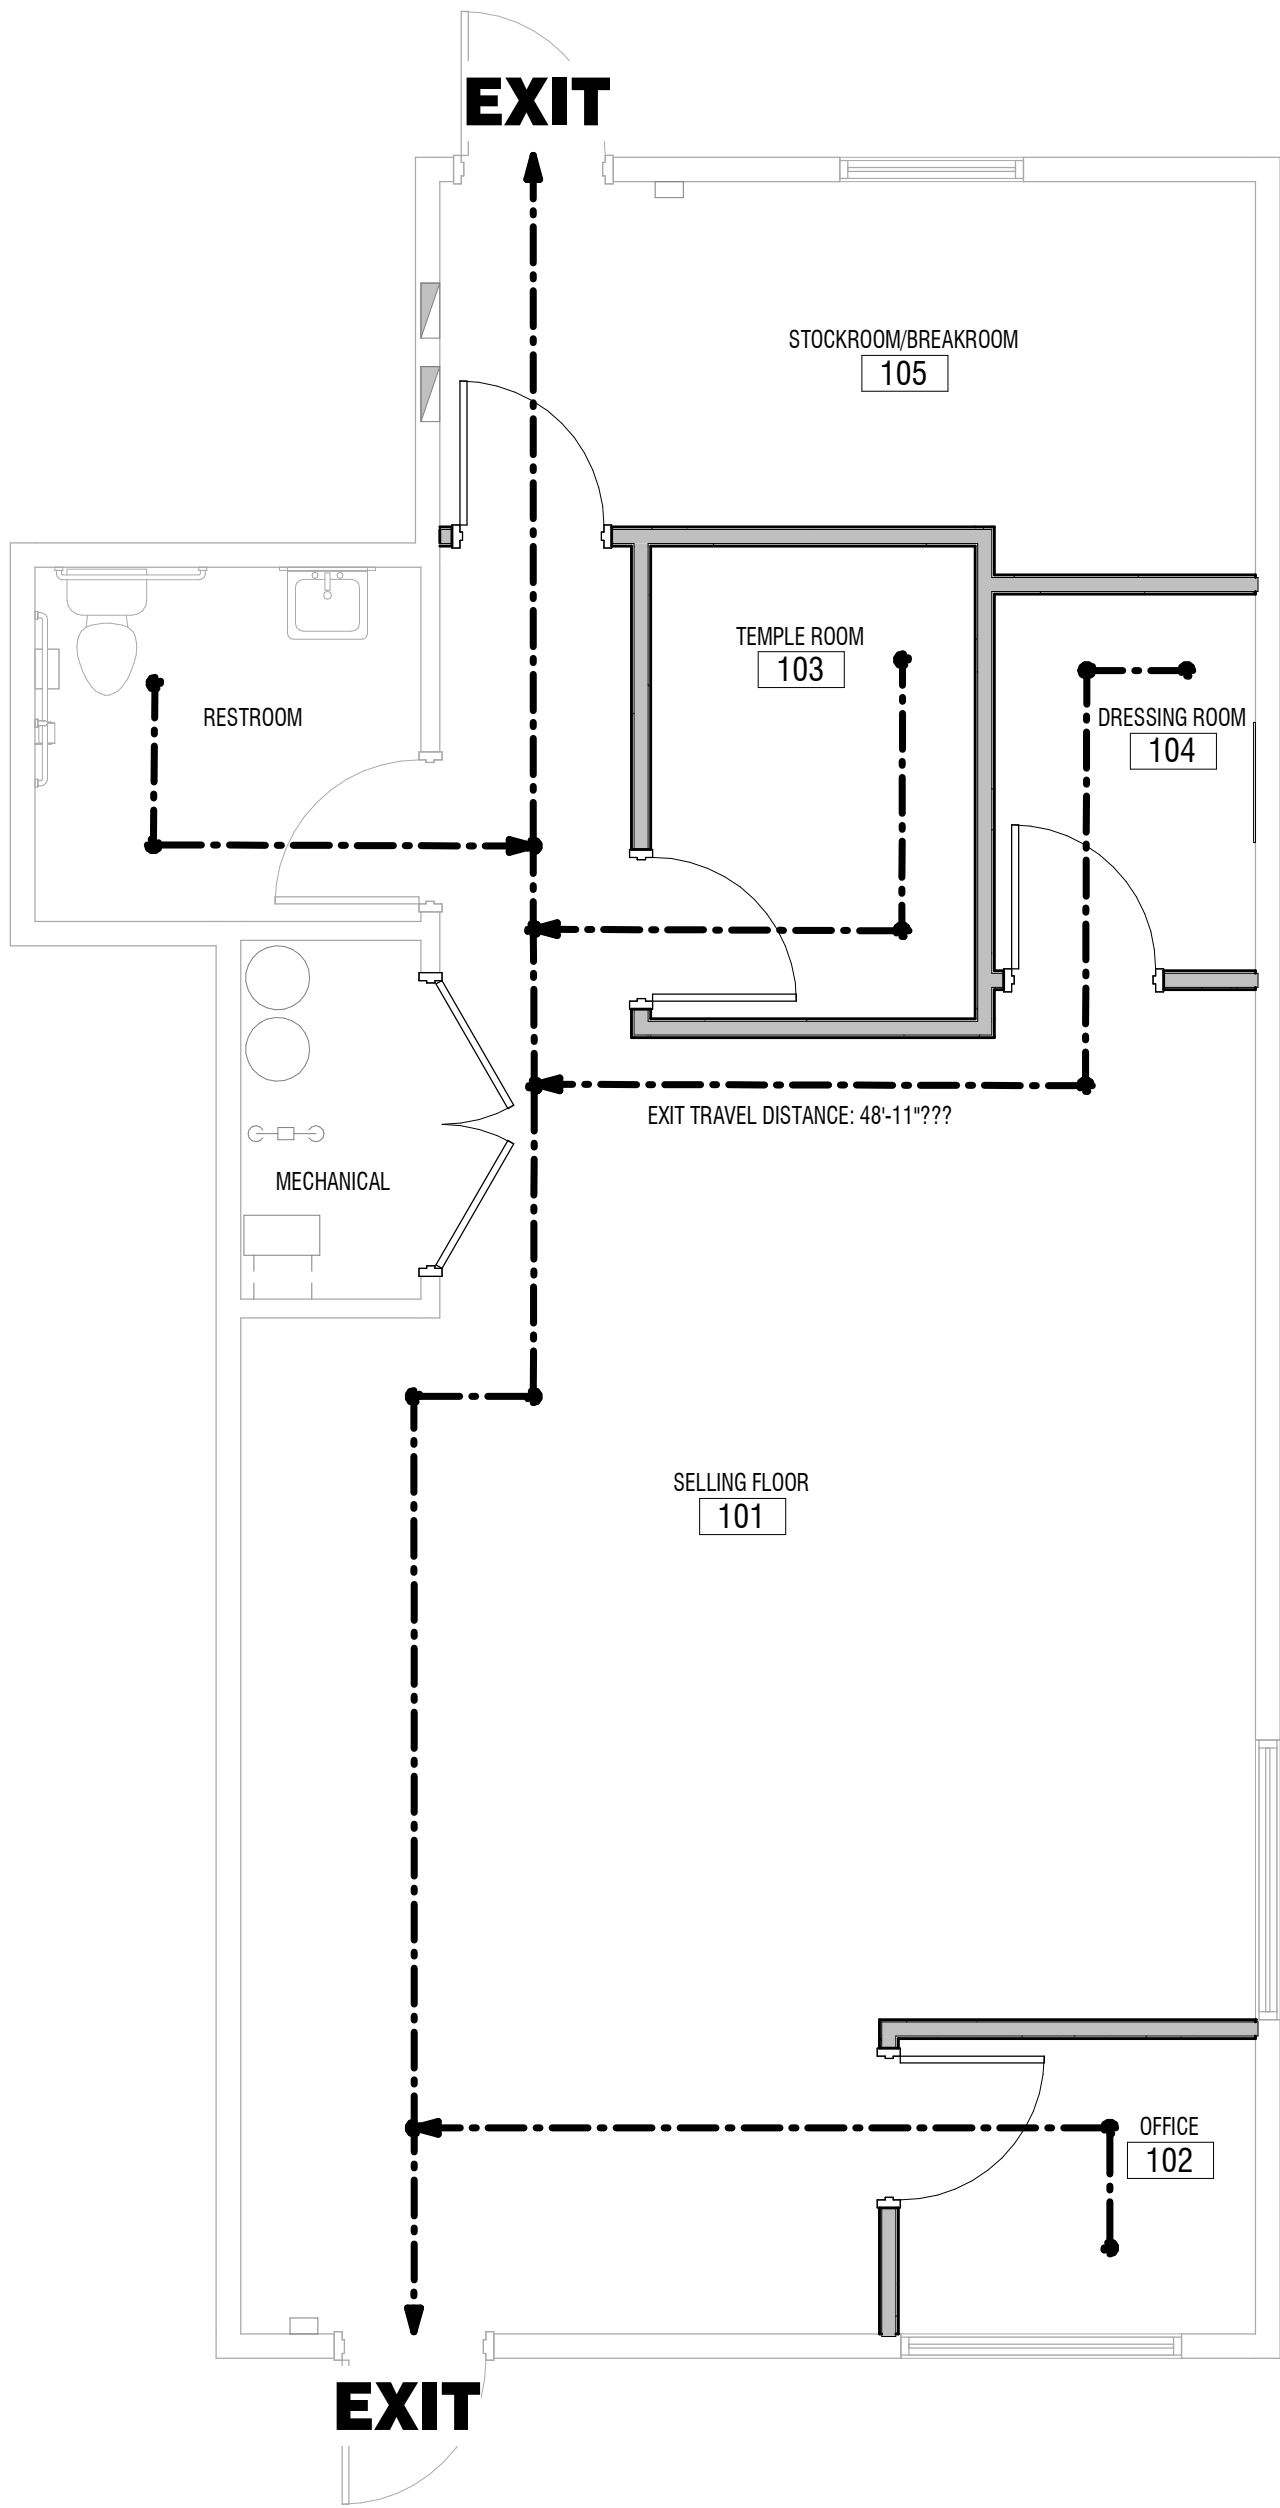 EXIT
STOCKROOM/BREAKROOM
105
TEMPLE ROOM
103
RESTROOM
DRESSING ROOM
104
EXIT TRAVEL DISTANCE: 48'-11"???
MECHANICAL
SELLING FLOOR
101
OFFICE
102
EXIT